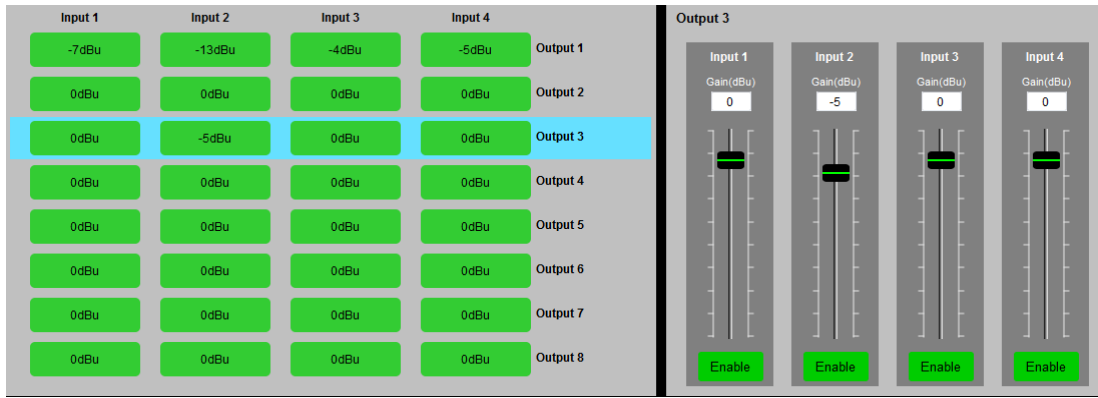 Input 1 Input 2 Input 3 Input 4
-7dBu -13dBu -4dBu -5dBu Output 1
0dBu 0dBu 0dBu 0dBu Output 2
0dBu -5dBu 0dBu 0dBu Output 3
0dBu 0dBu 0dBu 0dBu Output 4
0dBu 0dBu 0dBu 0dBu Output 5
0dBu 0dBu 0dBu 0dBu Output 6
0dBu 0dBu 0dBu 0dBu Output 7
0dBu 0dBu 0dBu 0dBu Output 8
Output 3
Input 1 Input 2 Input 3 Input 4
Gain(dBu) Gain(dBu) Gain(dBu) Gain(dBu)
0 -5 0 0
Enable Enable Enable Enable